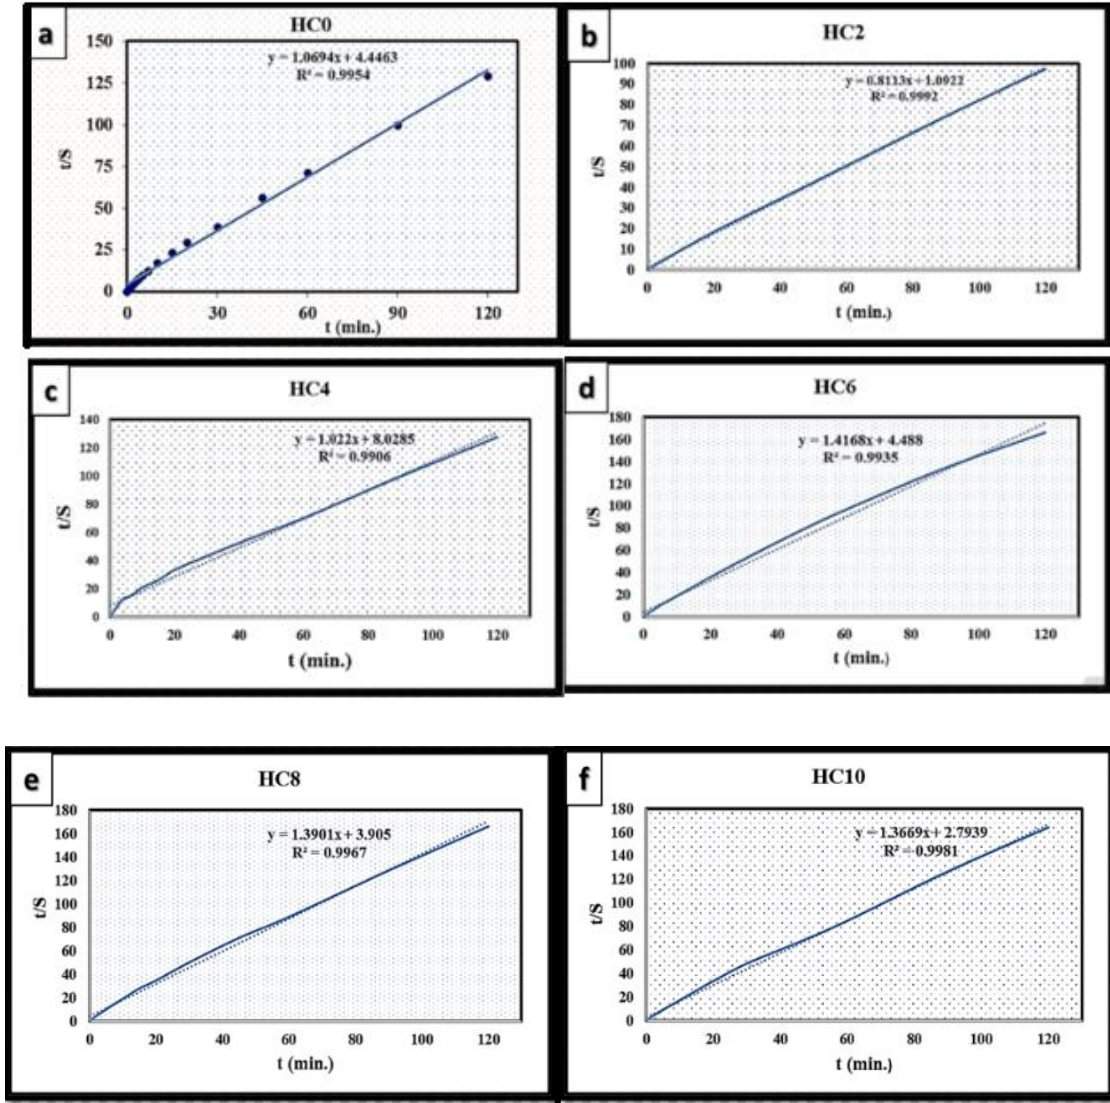 a
HC0
y = 1.0694x + 4.4463
R² = 0.9954
150
125
100
75
50
25
0
t/S
0 30 60 90 120
t (min.)
b
HC2
y = 0.8113x + 1.0922
R² = 0.9992
100
90
80
70
60
50
40
30
20
10
0
t/S
0 20 40 60 80 100 120
t (min.)
c
HC4
y = 1.022x + 8.0285
R² = 0.9906
140
120
100
80
60
40
20
0
t/S
0 20 40 60 80 100 120
t (min.)
d
HC6
y = 1.4168x + 4.488
R² = 0.9935
180
160
140
120
100
80
60
40
20
0
t/S
0 20 40 60 80 100 120
t (min.)
e
HC8
y = 1.3901x + 3.905
R² = 0.9967
180
160
140
120
100
80
60
40
20
0
t/S
0 20 40 60 80 100 120
t (min.)
f
HC10
y = 1.3669x + 2.7939
R² = 0.9981
180
160
140
120
100
80
60
40
20
0
t/S
0 20 40 60 80 100 120
t (min.)